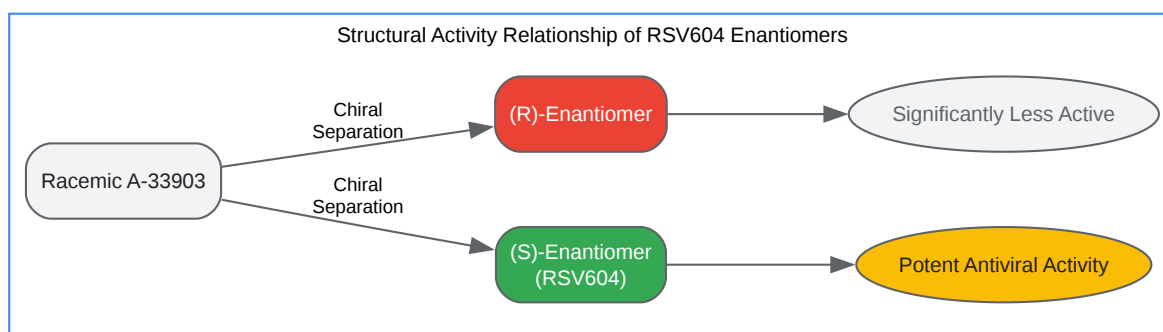 Structural Activity Relationship of RSV604 Enantiomers
Chiral
Separation
(R)-Enantiomer
Significantly Less Active
Racemic A-33903
Chiral
Separation
(S)-Enantiomer
(RSV604)
Potent Antiviral Activity